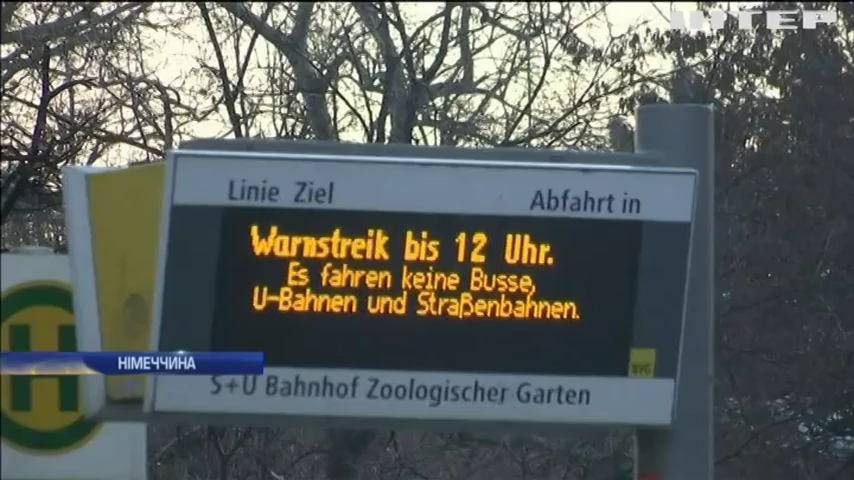 ІНТЕР
Linie Ziel Abfahrt in
Warnstreik bis 12 Uhr.
Es fahren keine Busse,
U-Bahnen und Straßenbahnen.
H
НІМЕЧЧИНА
BVG
S+U Bahnhof Zoologischer Garten